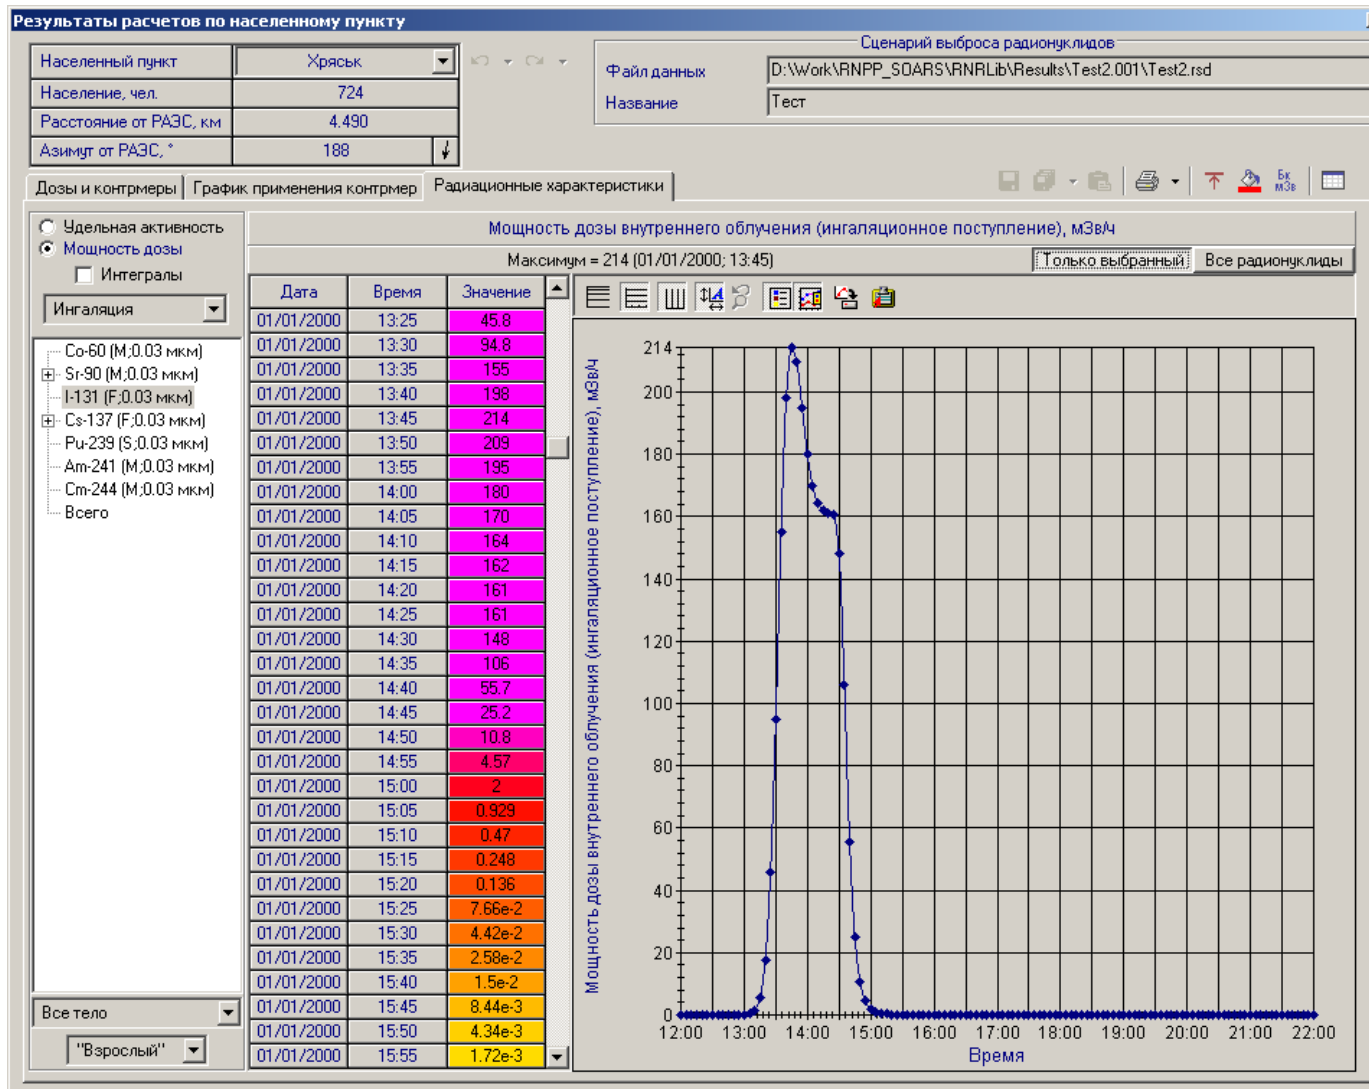 Результаты расчетов по населенному пункту
Населенный пункт Хряськ
Население, чел. 724
Расстояние от РАЭС, км 4.490
Азимут от РАЭС, ° 188
Сценарий выброса радионуклидов
Файл данных D:\Work\RNPP_SOARS\RNRLib\Results\Test2.001\Test2.rsd
Название Тест
Дозы и контрмеры График применения контрмер Радиационные характеристики
Бк
мЗв
Удельная активность
Мощность дозы
Интегралы
Ингаляция
Co-60 (M;0.03 мкм)
Sr-90 (M;0.03 мкм)
I-131 (F;0.03 мкм)
Cs-137 (F;0.03 мкм)
Pu-239 (S;0.03 мкм)
Am-241 (M;0.03 мкм)
Cm-244 (M;0.03 мкм)
Всего
Все тело
"Взрослый"
Мощность дозы внутреннего облучения (ингаляционное поступление), мЗв/ч
Максимум = 214 (01/01/2000; 13:45) Только выбранный Все радионуклиды
Дата Время Значение
01/01/2000 13:25 45.8
01/01/2000 13:30 94.8
01/01/2000 13:35 155
01/01/2000 13:40 198
01/01/2000 13:45 214
01/01/2000 13:50 209
01/01/2000 13:55 195
01/01/2000 14:00 180
01/01/2000 14:05 170
01/01/2000 14:10 164
01/01/2000 14:15 162
01/01/2000 14:20 161
01/01/2000 14:25 161
01/01/2000 14:30 148
01/01/2000 14:35 106
01/01/2000 14:40 55.7
01/01/2000 14:45 25.2
01/01/2000 14:50 10.8
01/01/2000 14:55 4.57
01/01/2000 15:00 2
01/01/2000 15:05 0.929
01/01/2000 15:10 0.47
01/01/2000 15:15 0.248
01/01/2000 15:20 0.136
01/01/2000 15:25 7.66e-2
01/01/2000 15:30 4.42e-2
01/01/2000 15:35 2.58e-2
01/01/2000 15:40 1.5e-2
01/01/2000 15:45 8.44e-3
01/01/2000 15:50 4.34e-3
01/01/2000 15:55 1.72e-3
Мощность дозы внутреннего облучения (ингаляционное поступление), мЗв/ч
214
200
180
160
140
120
100
80
60
40
20
0
12:00 13:00 14:00 15:00 16:00 17:00 18:00 19:00 20:00 21:00 22:00
Время